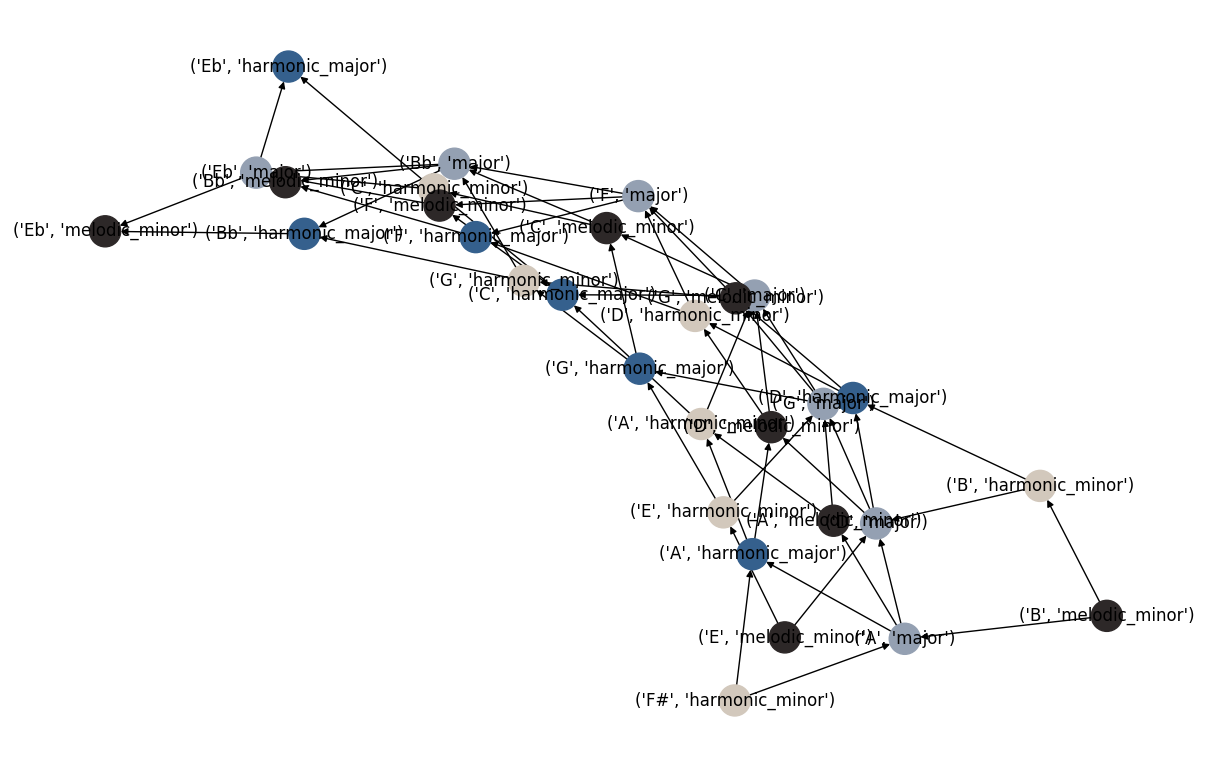 ('Eb', 'harmonic_major')
('Bb', 'major')
('Eb', 'major')
('Bb', 'melodic_minor')
('C', 'harmonic_minor')
('F', 'major')
('F', 'melodic_minor')
('C', 'melodic_minor')
('Eb', 'melodic_minor')
('Bb', 'harmonic_major')
('F', 'harmonic_major')
('G', 'harmonic_minor')
('C', 'harmonic_major')
('G', 'melodic_minor')
('C', 'major')
('D', 'harmonic_minor')
('G', 'harmonic_major')
('D', 'harmonic_major')
('G', 'major')
('A', 'harmonic_minor')
('D', 'melodic_minor')
('B', 'harmonic_minor')
('E', 'harmonic_minor')
('A', 'melodic_minor')
('D', 'major')
('A', 'harmonic_major')
('B', 'melodic_minor')
('E', 'melodic_minor')
('A', 'major')
('F#', 'harmonic_minor')